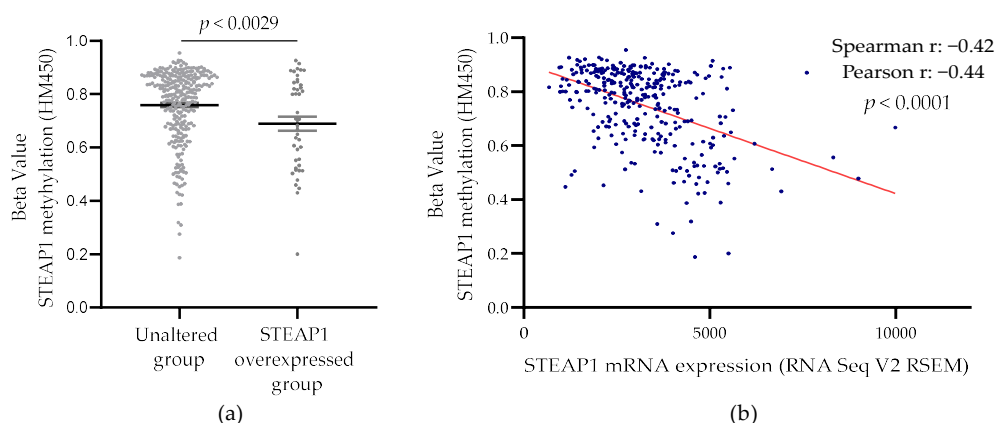 p < 0.0029
1.0
0.8
0.6
0.4
0.2
0.0
Beta Value
STEAP1 metyhylation (HM450)
Unaltered
group
STEAP1
overexpressed
group
(a)
Spearman r: −0.42
Pearson r: −0.44
p < 0.0001
1.0
0.8
0.6
0.4
0.2
0.0
Beta Value
STEAP1 methylation (HM450)
0 5000 10000
STEAP1 mRNA expression (RNA Seq V2 RSEM)
(b)